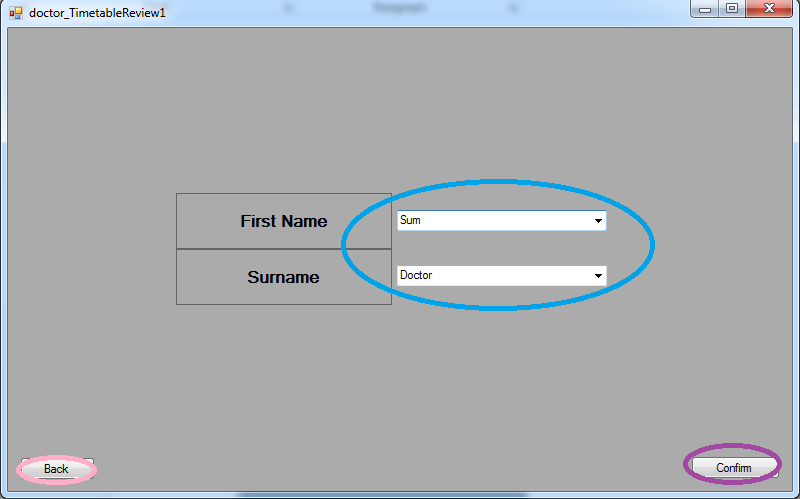 doctor_TimetableReview1
First Name
Sum
Surname
Doctor
Back
Confirm